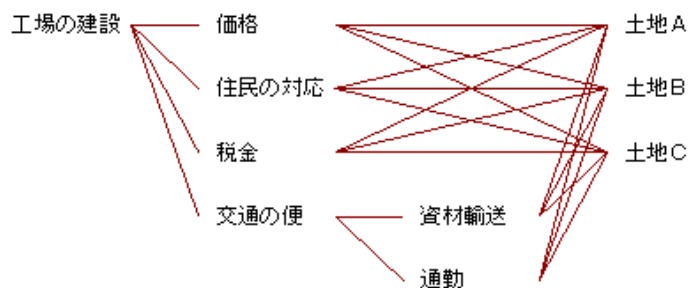 工場の建設 価格 土地A
住民の対応 土地B
税金 土地C
交通の便 資材輸送
通勤